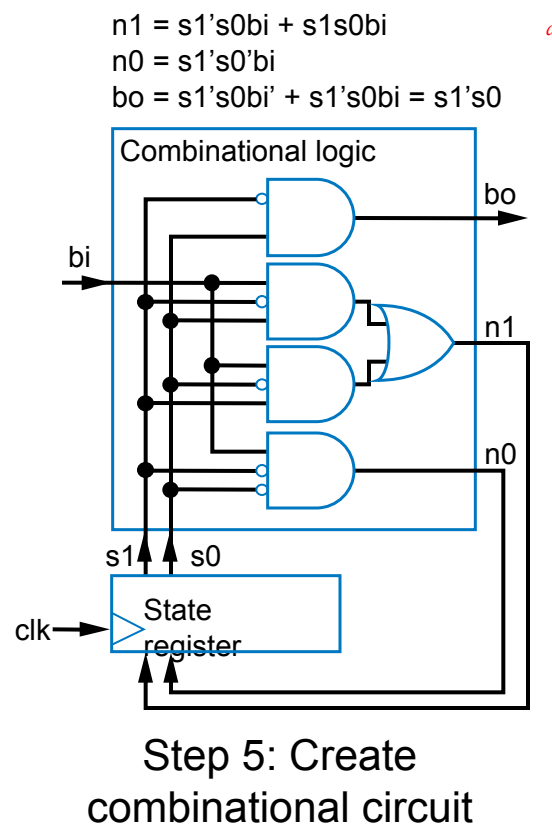 n1 = s1’s0bi + s1s0bi
n0 = s1’s0’bi
bo = s1’s0bi’ + s1’s0bi = s1’s0
Combinational logic
bo
bi
n1
n0
s1 s0
State
clk
register
Step 5: Create
combinational circuit